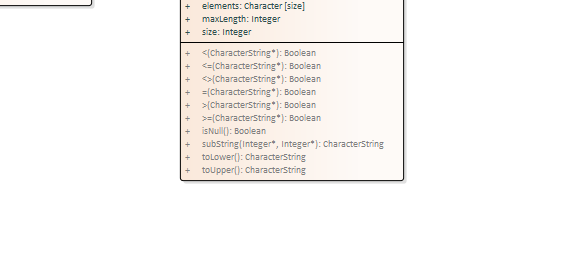 + elements: Character [size]
+ maxLength: Integer
+ size: Integer
+ <(CharacterString*): Boolean
+ <=(CharacterString*): Boolean
+ <>(CharacterString*): Boolean
+ =(CharacterString*): Boolean
+ >(CharacterString*): Boolean
+ >=(CharacterString*): Boolean
+ isNull(): Boolean
+ subString(Integer*, Integer*): CharacterString
+ toLower(): CharacterString
+ toUpper(): CharacterString